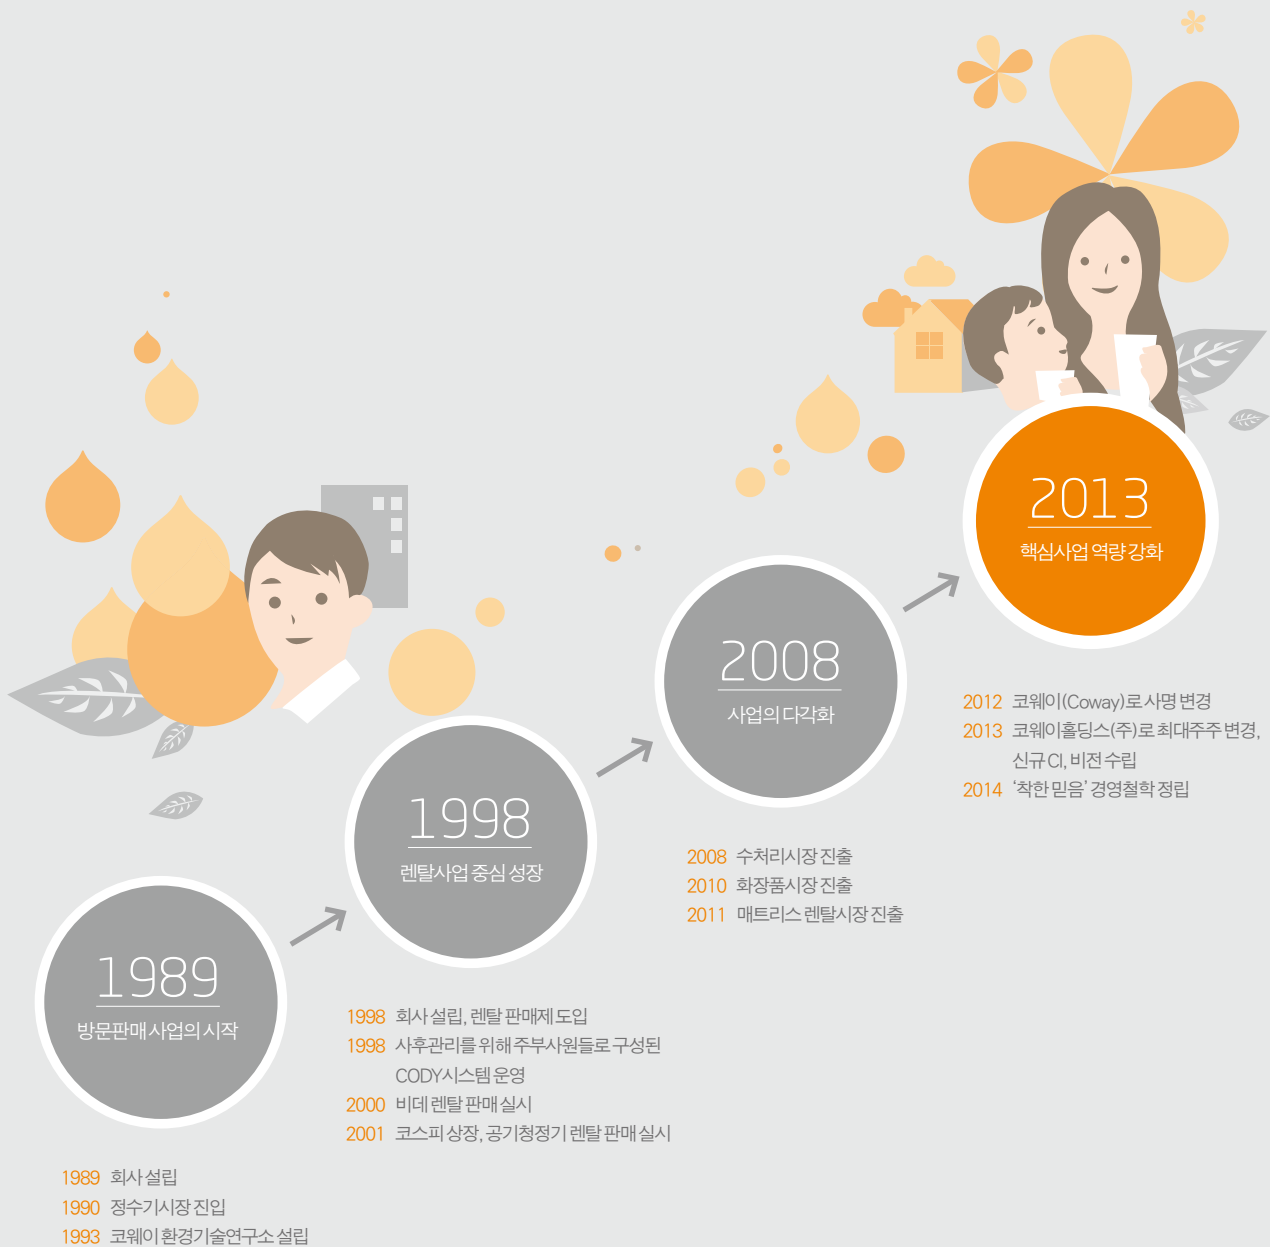 1989
방문판매 사업의 시작
1989 회사 설립
1990 정수기시장 진입
1993 코웨이 환경기술연구소 설립
1998
렌탈사업 중심 성장
1998 회사 설립, 렌탈 판매제 도입
1998 사후관리를 위해 주부사원들로 구성된
CODY시스템 운영
2000 비데 렌탈 판매 실시
2001 코스피 상장, 공기청정기 렌탈 판매 실시
2008
사업의 다각화
2008 수처리시장 진출
2010 화장품시장 진출
2011 매트리스 렌탈시장 진출
2013
핵심사업 역량 강화
2012 코웨이(Coway)로 사명 변경
2013 코웨이홀딩스(주)로 최대주주 변경,
신규 CI, 비전 수립
2014 ‘착한 믿음’ 경영철학 정립